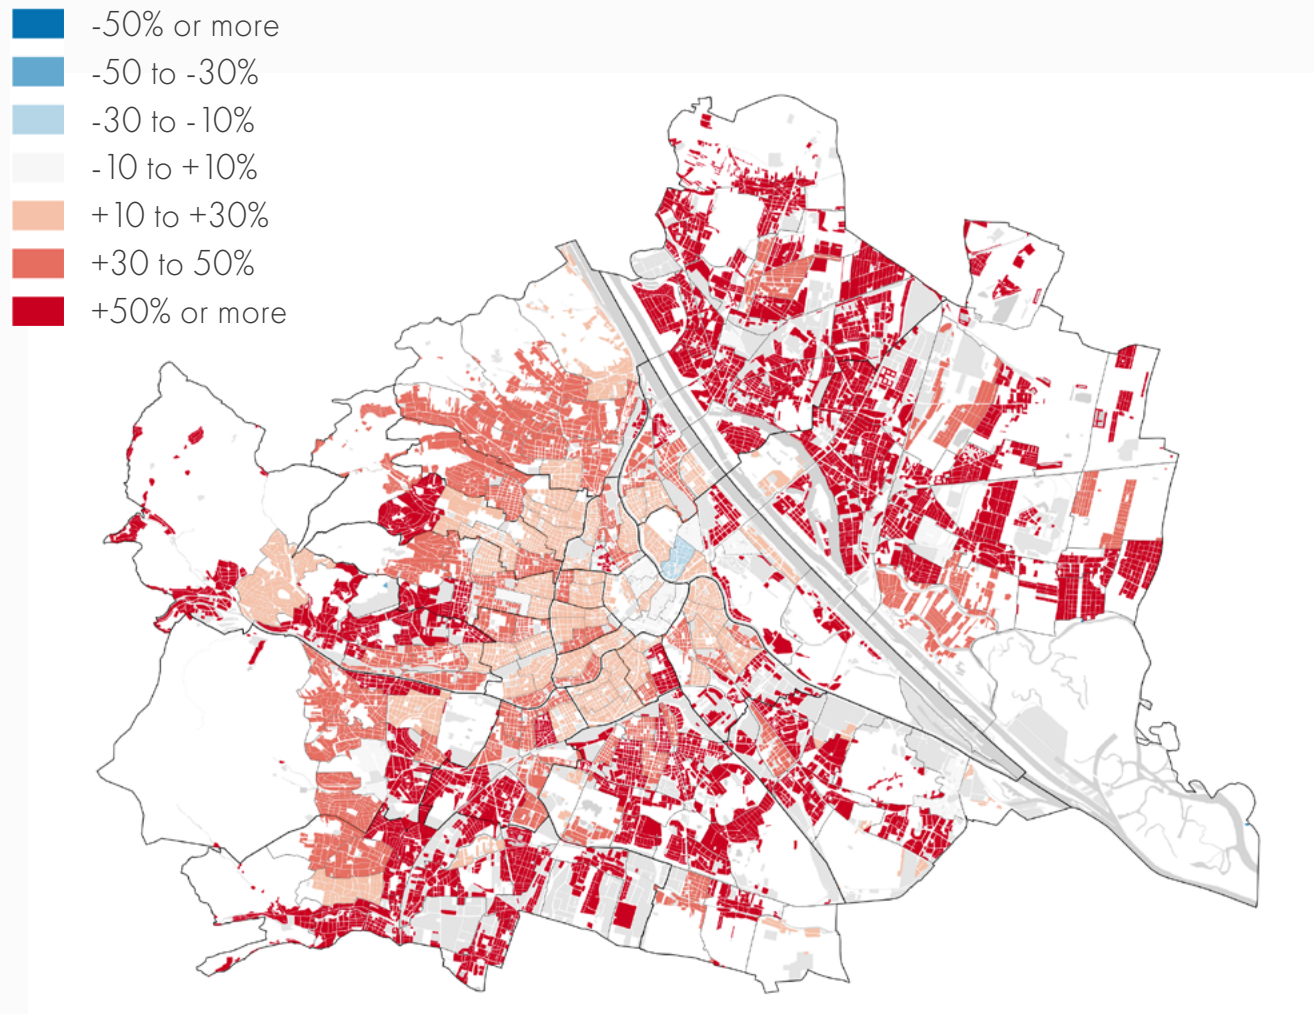 -50% or more
-50 to -30%
-30 to -10%
-10 to +10%
+10 to +30%
+30 to 50%
+50% or more